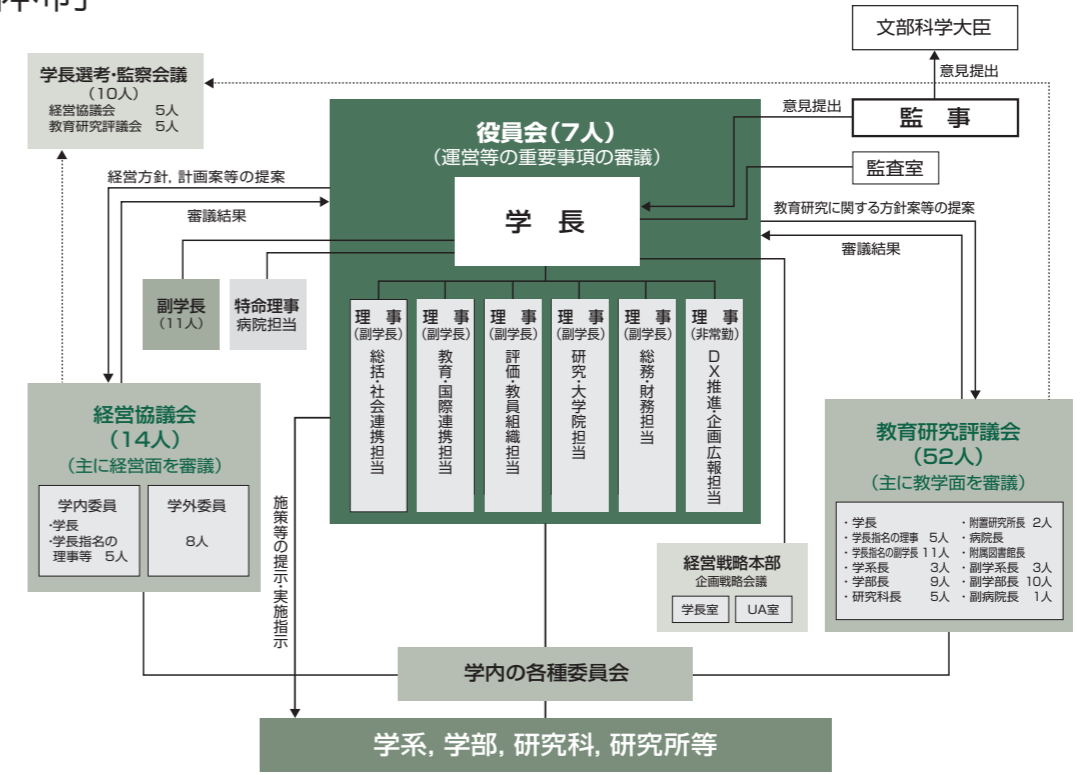 文部科学大臣
意見提出
監　事
意見提出
監査室
学長選考・監察会議
（10人）
経営協議会　5人
教育研究評議会　5人
役員会（7人）
（運営等の重要事項の審議）
学　長
経営方針，計画案等の提案
審議結果
教育研究に関する方針案等の提案
審議結果
副学長
（11人）
特命理事
病院担当
理　事
（副学長）
総括・社会連携担当
理　事
（副学長）
教育・国際連携担当
理　事
（副学長）
評価・教員組織担当
理　事
（副学長）
研究・大学院担当
理　事
（副学長）
総務・財務担当
理　事
（非常勤）
DX推進・企画広報担当
経営協議会
（14人）
（主に経営面を審議）
学内委員
・学長
・学長指名の
理事等　5人
学外委員
8人
施策等の提示・実施指示
教育研究評議会
（52人）
（主に教学面を審議）
・学長
・学長指名の理事　5人
・学長指名の副学長 11人
・学系長　3人
・学部長　9人
・研究科長　5人
・附置研究所長 2人
・病院長
・附属図書館長
・副学系長　3人
・副学部長 10人
・副病院長　1人
経営戦略本部
企画戦略会議
学長室
UA室
学内の各種委員会
学系，学部，研究科，研究所等